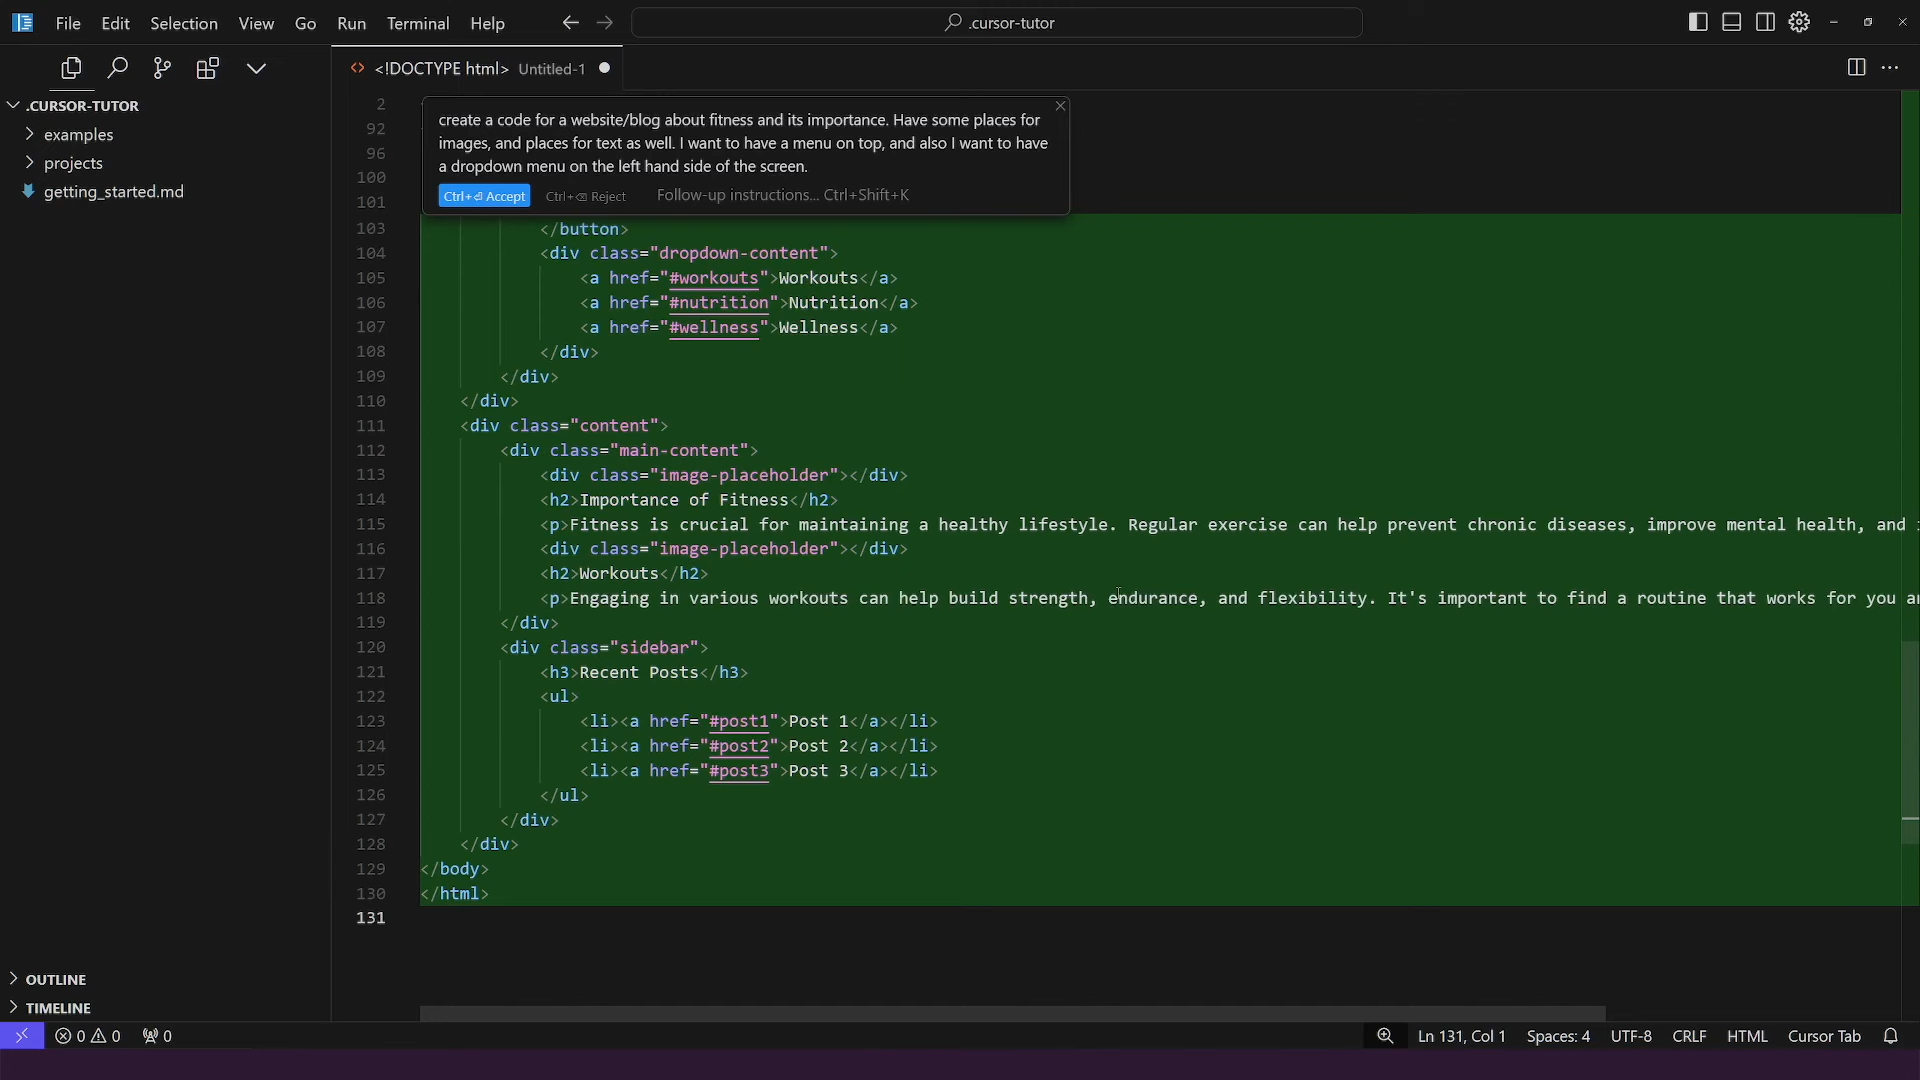 File Edit Selection View Go Run Terminal Help
.cursor-tutor
<!DOCTYPE html> Untitled-1
.CURSOR-TUTOR
examples
projects
getting_started.md
OUTLINE
TIMELINE
create a code for a website/blog about fitness and its importance. Have some places for
images, and places for text as well. I want to have a menu on top, and also I want to have
a dropdown menu on the left hand side of the screen.
Ctrl+⏎ Accept Ctrl+⌫ Reject Follow-up instructions... Ctrl+Shift+K
2
92
96
100
101
103 </button>
104 <div class="dropdown-content">
105 <a href="#workouts">Workouts</a>
106 <a href="#nutrition">Nutrition</a>
107 <a href="#wellness">Wellness</a>
108 </div>
109 </div>
110 </div>
111 <div class="content">
112 <div class="main-content">
113 <div class="image-placeholder"></div>
114 <h2>Importance of Fitness</h2>
115 <p>Fitness is crucial for maintaining a healthy lifestyle. Regular exercise can help prevent chronic diseases, improve mental health, and
116 <div class="image-placeholder"></div>
117 <h2>Workouts</h2>
118 <p>Engaging in various workouts can help build strength, endurance, and flexibility. It's important to find a routine that works for you
119 </div>
120 <div class="sidebar">
121 <h3>Recent Posts</h3>
122 <ul>
123 <li><a href="#post1">Post 1</a></li>
124 <li><a href="#post2">Post 2</a></li>
125 <li><a href="#post3">Post 3</a></li>
126 </ul>
127 </div>
128 </div>
129 </body>
130 </html>
131
0 0 0
Ln 131, Col 1 Spaces: 4 UTF-8 CRLF HTML Cursor Tab